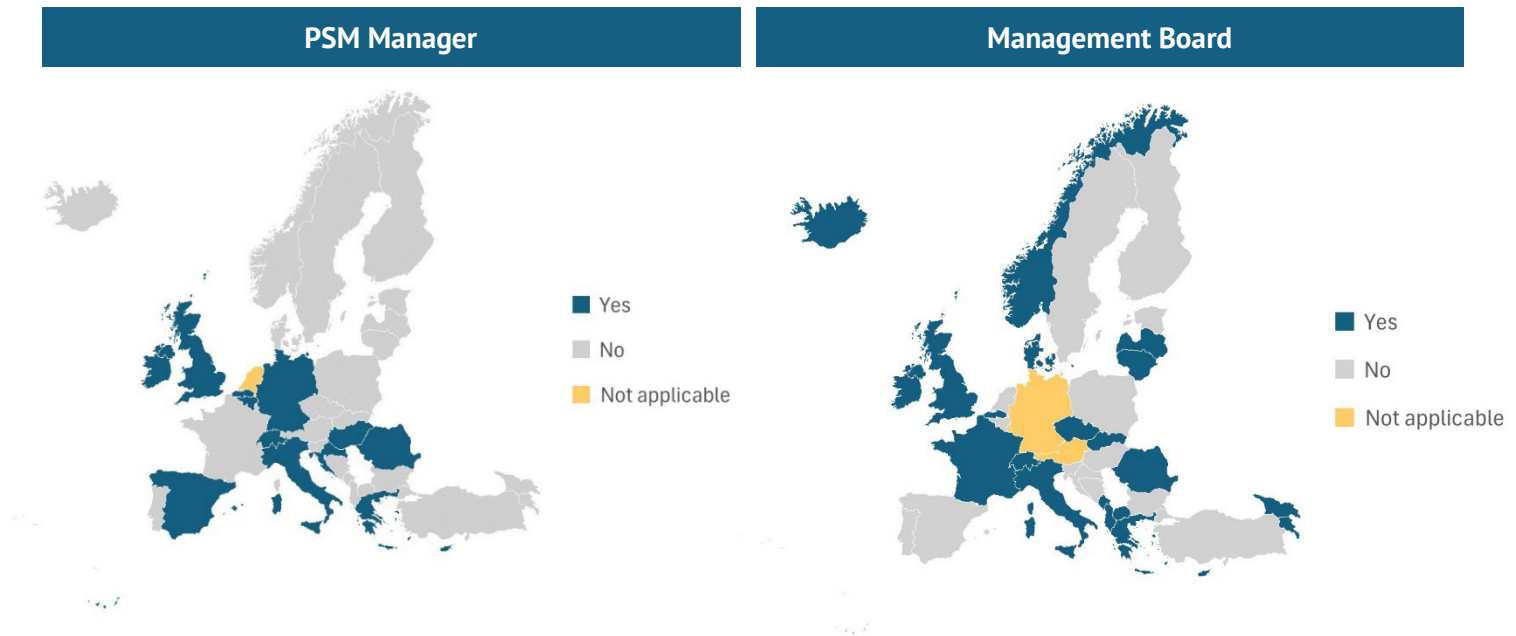 PSM Manager
Management Board
Yes
No
Not applicable
Yes
No
Not applicable